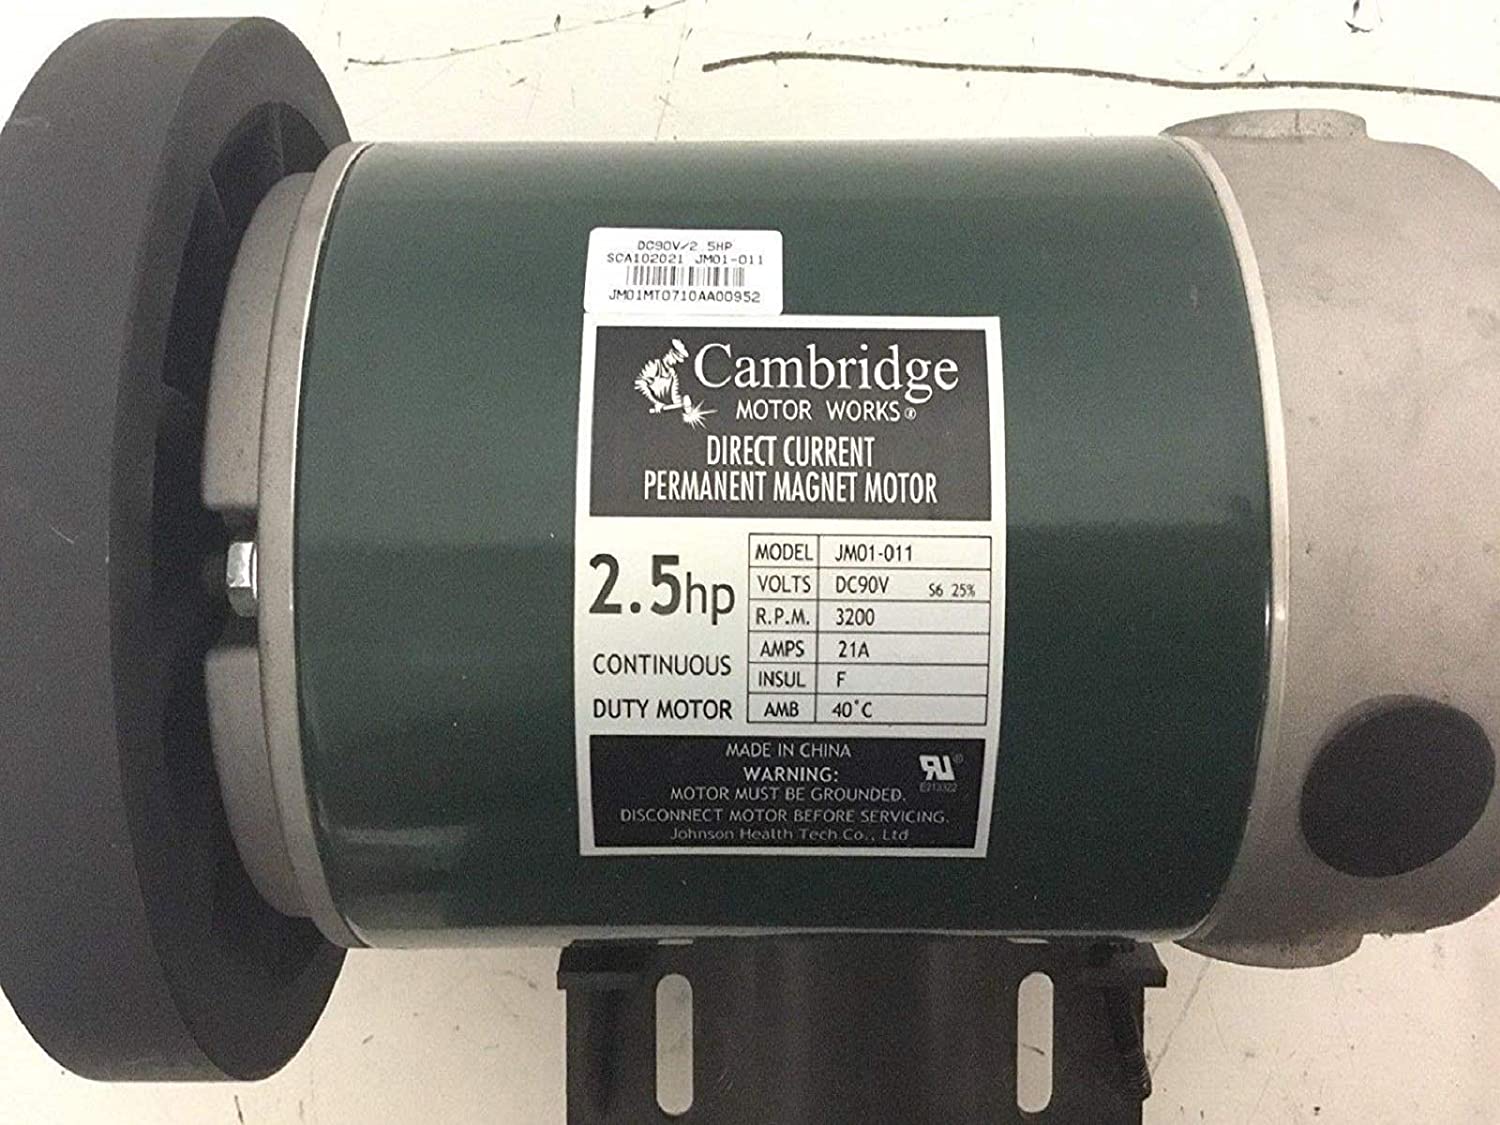 DC90V/2.5HP
SCA102021 JM01-011
JM01MT0710AA00952
Cambridge
MOTOR WORKS®
DIRECT CURRENT
PERMANENT MAGNET MOTOR
2.5hp
CONTINUOUS
DUTY MOTOR
MODEL JM01-011
VOLTS DC90V S6 25%
R.P.M. 3200
AMPS 21A
INSUL F
AMB 40°C
MADE IN CHINA
WARNING:
MOTOR MUST BE GROUNDED.
DISCONNECT MOTOR BEFORE SERVICING.
Johnson Health Tech Co., Ltd
RU®
E213322